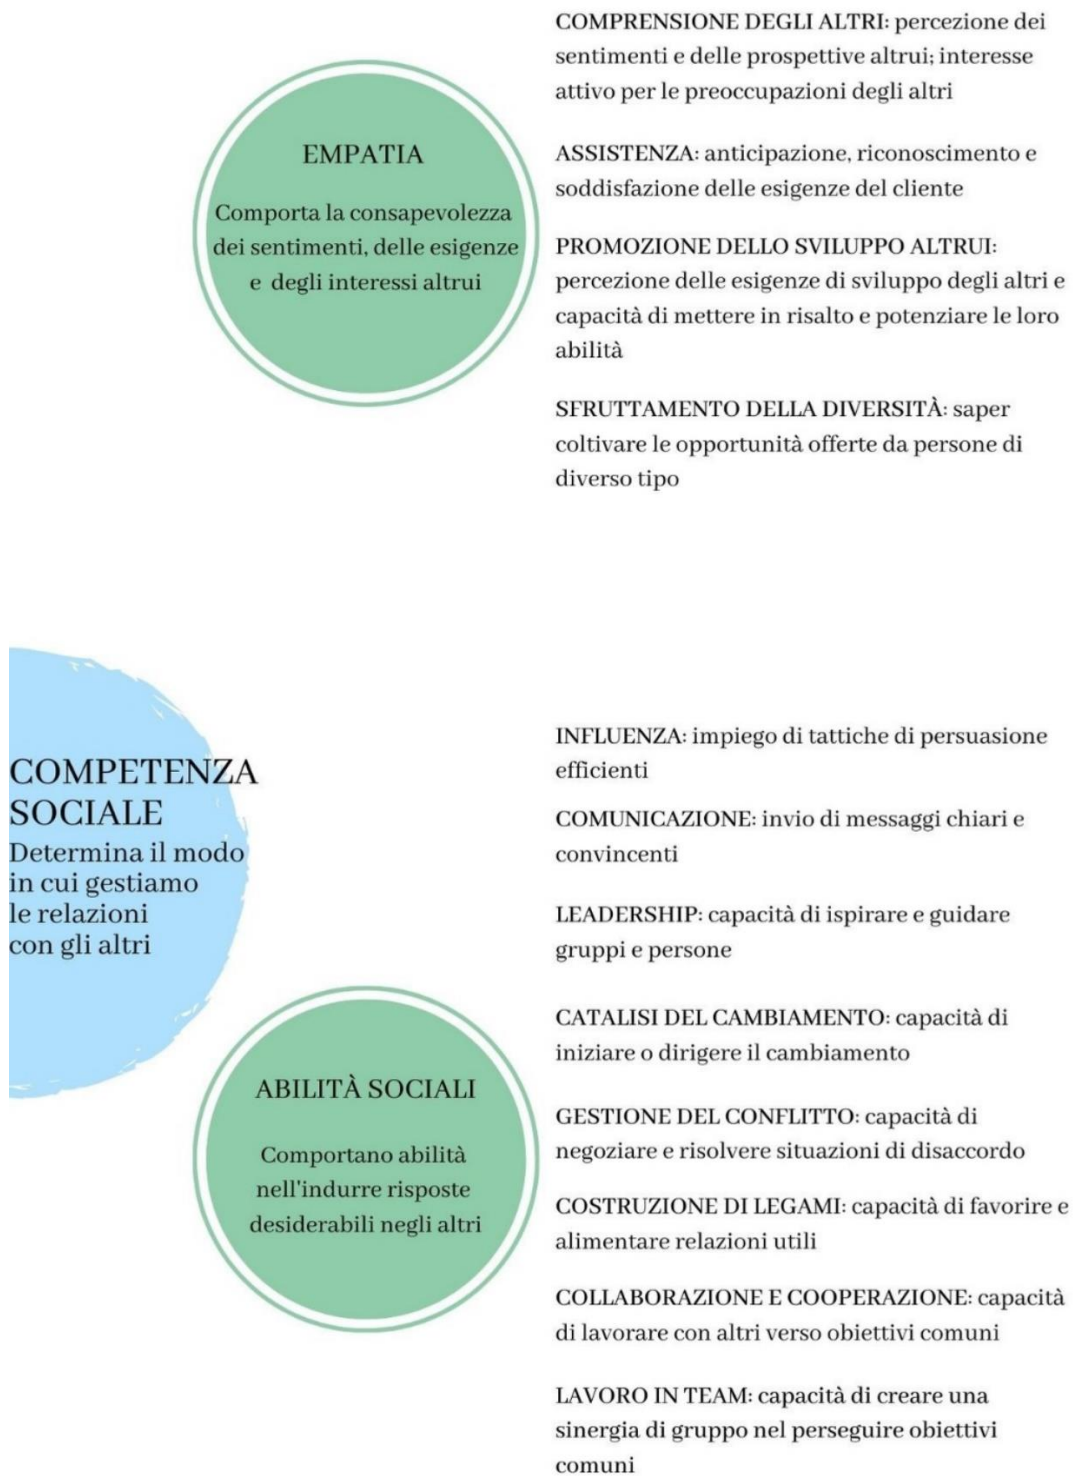 COMPRENSIONE DEGLI ALTRI: percezione dei
sentimenti e delle prospettive altrui; interesse
attivo per le preoccupazioni degli altri
EMPATIA
Comporta la consapevolezza
dei sentimenti, delle esigenze
e degli interessi altrui
ASSISTENZA: anticipazione, riconoscimento e
soddisfazione delle esigenze del cliente
PROMOZIONE DELLO SVILUPPO ALTRUI:
percezione delle esigenze di sviluppo degli altri e
capacità di mettere in risalto e potenziare le loro
abilità
SFRUTTAMENTO DELLA DIVERSITÀ: saper
coltivare le opportunità offerte da persone di
diverso tipo
COMPETENZA
SOCIALE
Determina il modo
in cui gestiamo
le relazioni
con gli altri
INFLUENZA: impiego di tattiche di persuasione
efficienti
COMUNICAZIONE: invio di messaggi chiari e
convincenti
LEADERSHIP: capacità di ispirare e guidare
gruppi e persone
CATALISI DEL CAMBIAMENTO: capacità di
iniziare o dirigere il cambiamento
ABILITÀ SOCIALI
Comportano abilità
nell'indurre risposte
desiderabili negli altri
GESTIONE DEL CONFLITTO: capacità di
negoziare e risolvere situazioni di disaccordo
COSTRUZIONE DI LEGAMI: capacità di favorire e
alimentare relazioni utili
COLLABORAZIONE E COOPERAZIONE: capacità
di lavorare con altri verso obiettivi comuni
LAVORO IN TEAM: capacità di creare una
sinergia di gruppo nel perseguire obiettivi
comuni